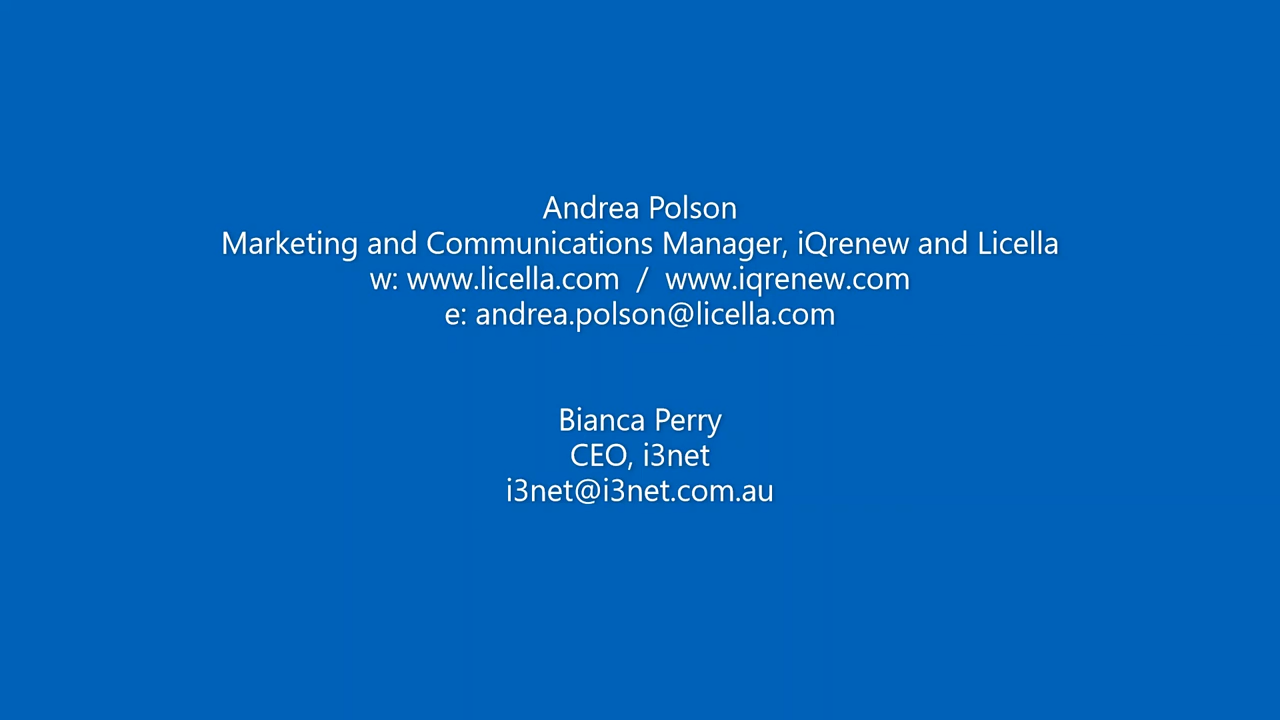 Andrea Polson
Marketing and Communications Manager, iQrenew and Licella
w: www.licella.com / www.iqrenew.com
e: andrea.polson@licella.com
Bianca Perry
CEO, i3net
i3net@i3net.com.au